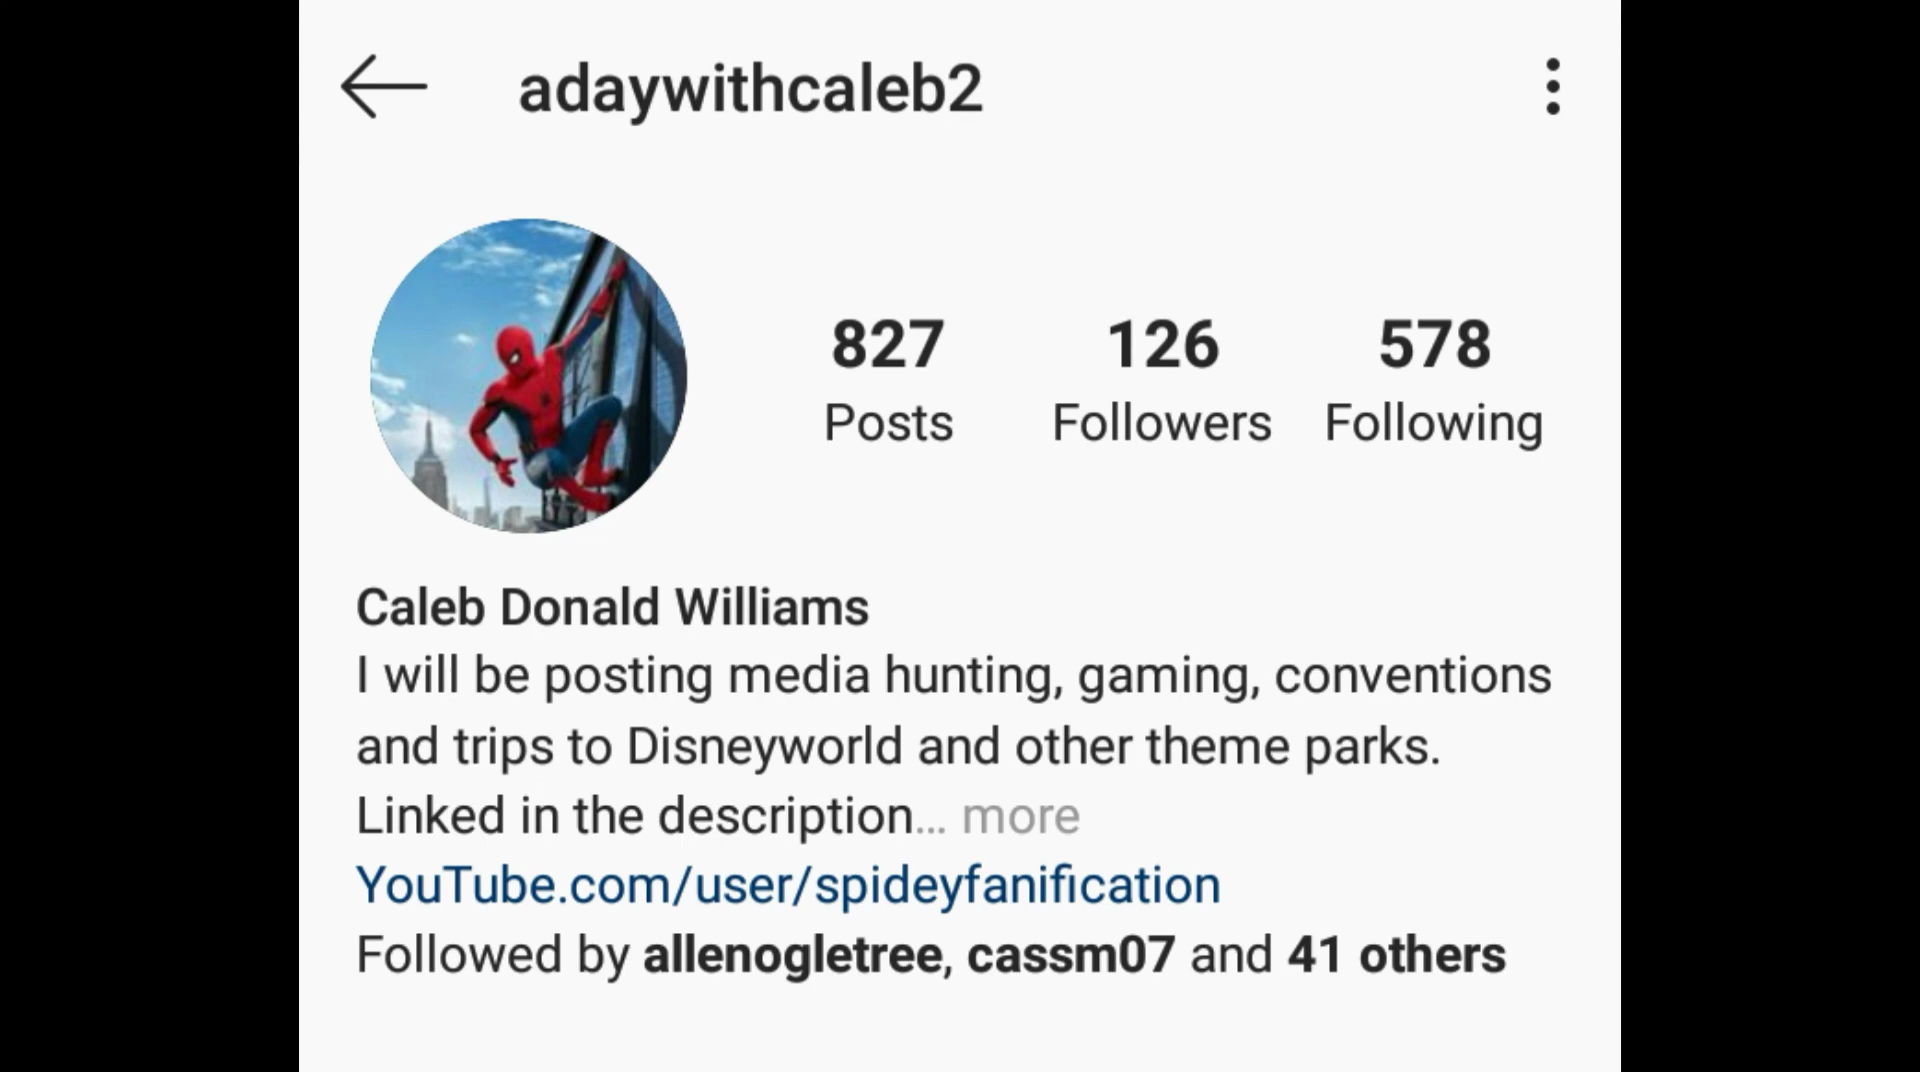 adaywithcaleb2
827 126 578
Posts Followers Following
Caleb Donald Williams
I will be posting media hunting, gaming, conventions
and trips to Disneyworld and other theme parks.
Linked in the description... more
YouTube.com/user/spideyfanification
Followed by allenogletree, cassm07 and 41 others